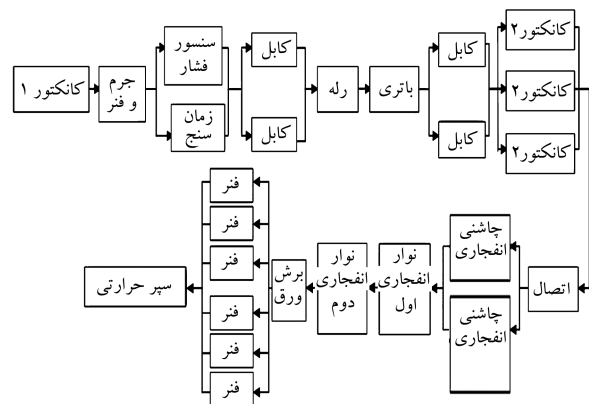 کانکتور ۱
جرم
و فنر
سنسور
فشار
زمان
سنج
کابل
کابل
رله
باتری
کابل
کابل
کانکتور۲
کانکتور۲
کانکتور۲
اتصال
چاشنی
انفجاری
چاشنی
انفجاری
نوار
انفجاری
اول
نوار
انفجاری
دوم
برش
ورق
فنر
فنر
فنر
فنر
فنر
فنر
سپر حرارتی